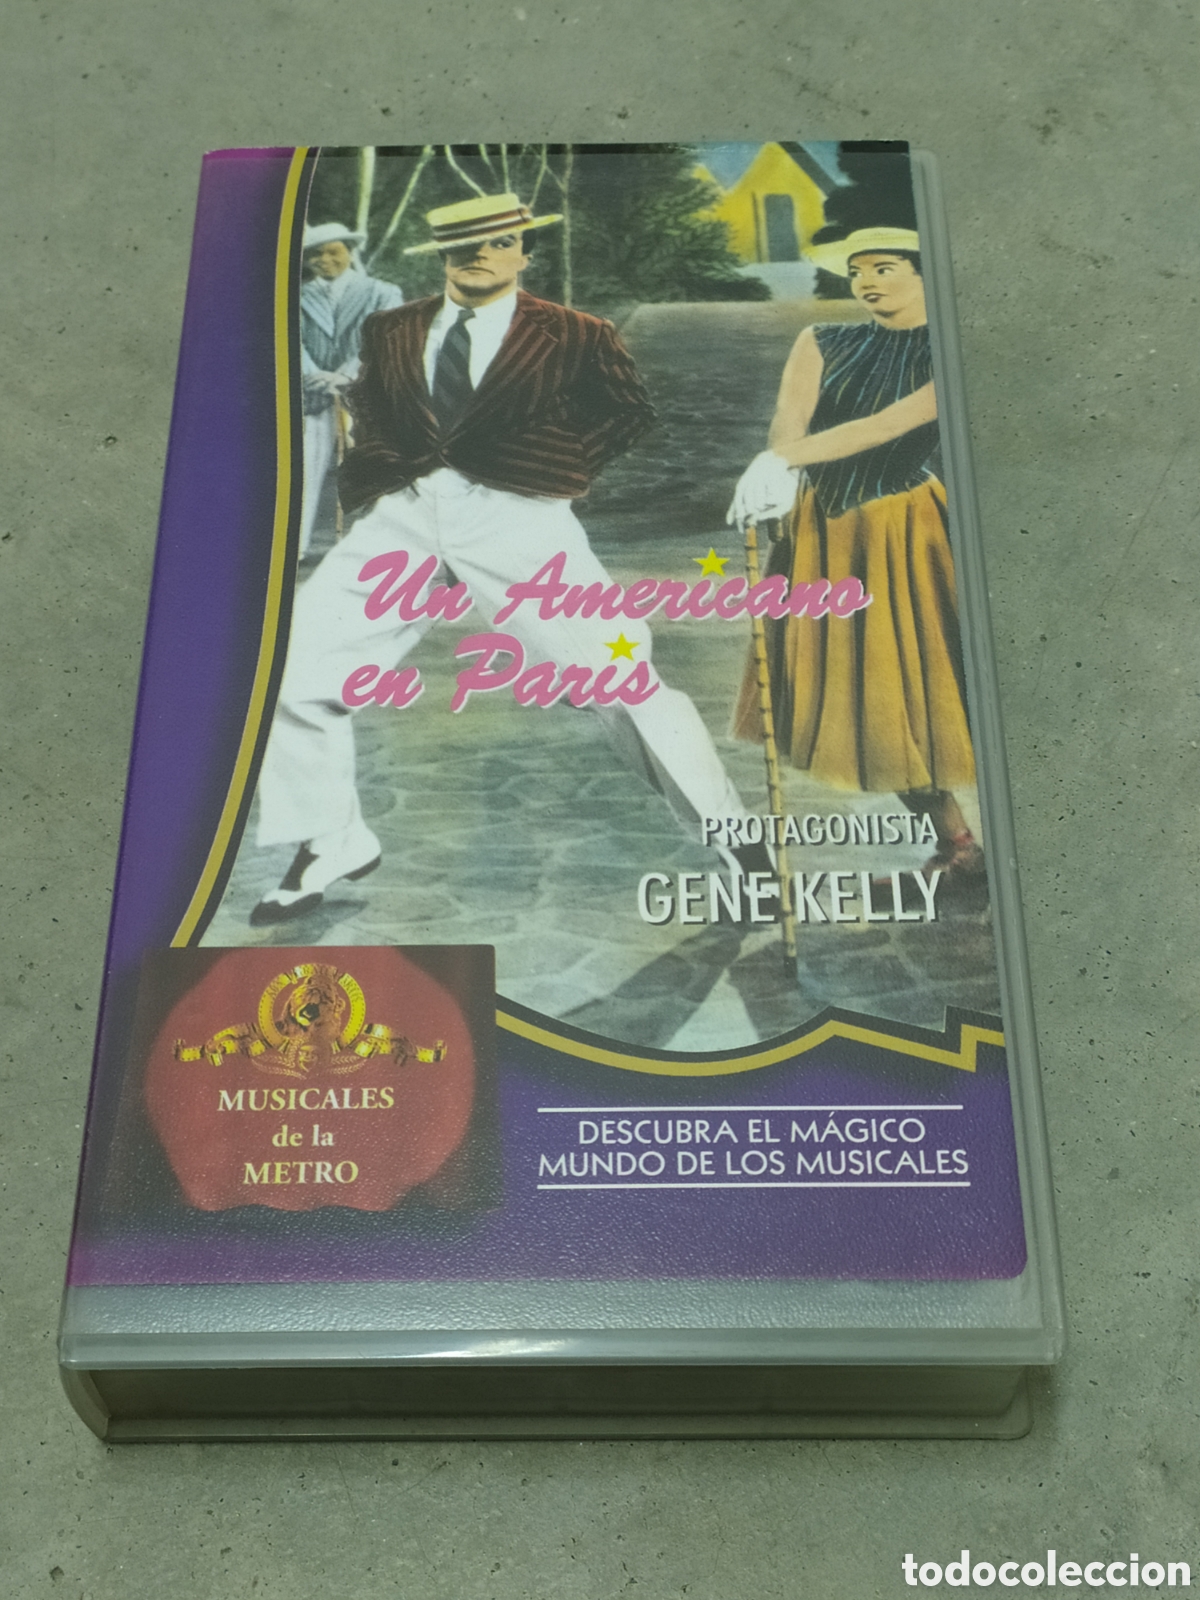 Un Americano
en Paris
PROTAGONISTA
GENE KELLY
MUSICALES
de la
METRO
DESCUBRA EL MÁGICO
MUNDO DE LOS MUSICALES
todocoleccion